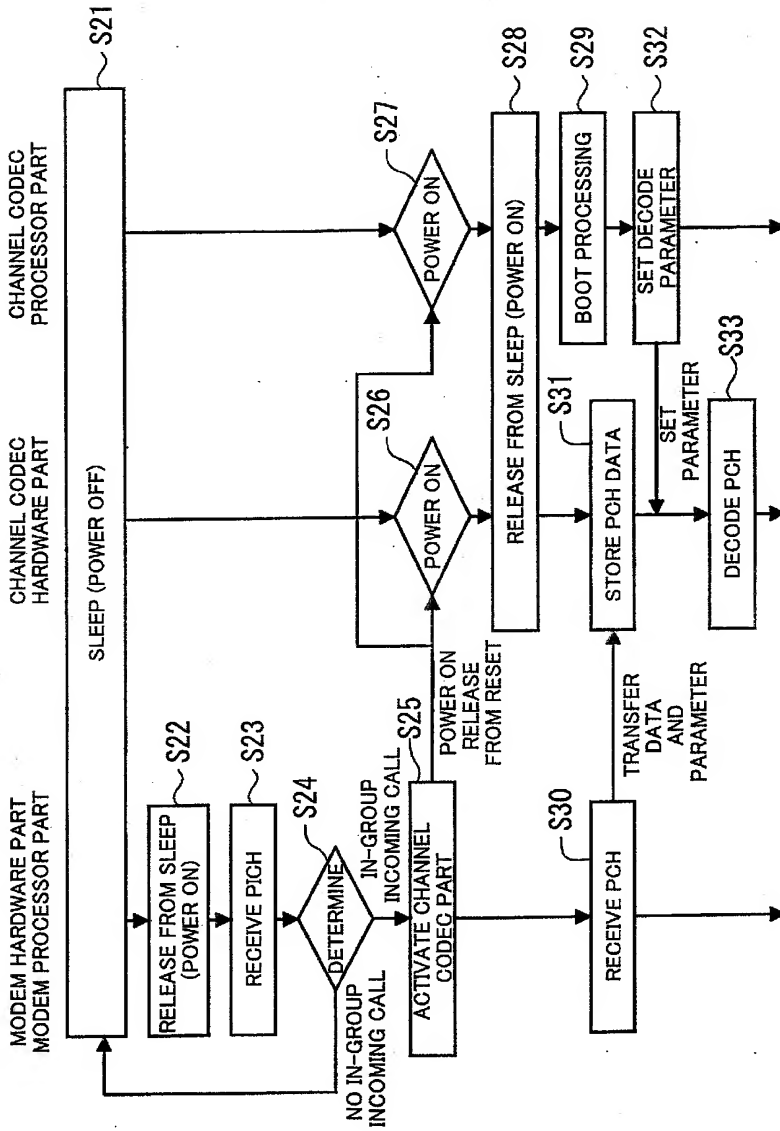 MODEM HARDWARE PART
MODEM PROCESSOR PART
CHANNEL CODEC
HARDWARE PART
CHANNEL CODEC
PROCESSOR PART
SLEEP (POWER OFF)
S21
RELEASE FROM SLEEP
(POWER ON)
S22
RECEIVE PICH
S23
DETERMINE
S24
NO IN-GROUP
INCOMING CALL
IN-GROUP
INCOMING CALL
ACTIVATE CHANNEL
CODEC PART
S25
POWER ON
RELEASE
FROM RESET
POWER ON
S26
POWER ON
S27
RELEASE FROM SLEEP (POWER ON)
S28
BOOT PROCESSING
S29
RECEIVE PCH
S30
TRANSFER
DATA
AND
PARAMETER
STORE PCH DATA
S31
SET DECODE
PARAMETER
S32
SET
PARAMETER
DECODE PCH
S33